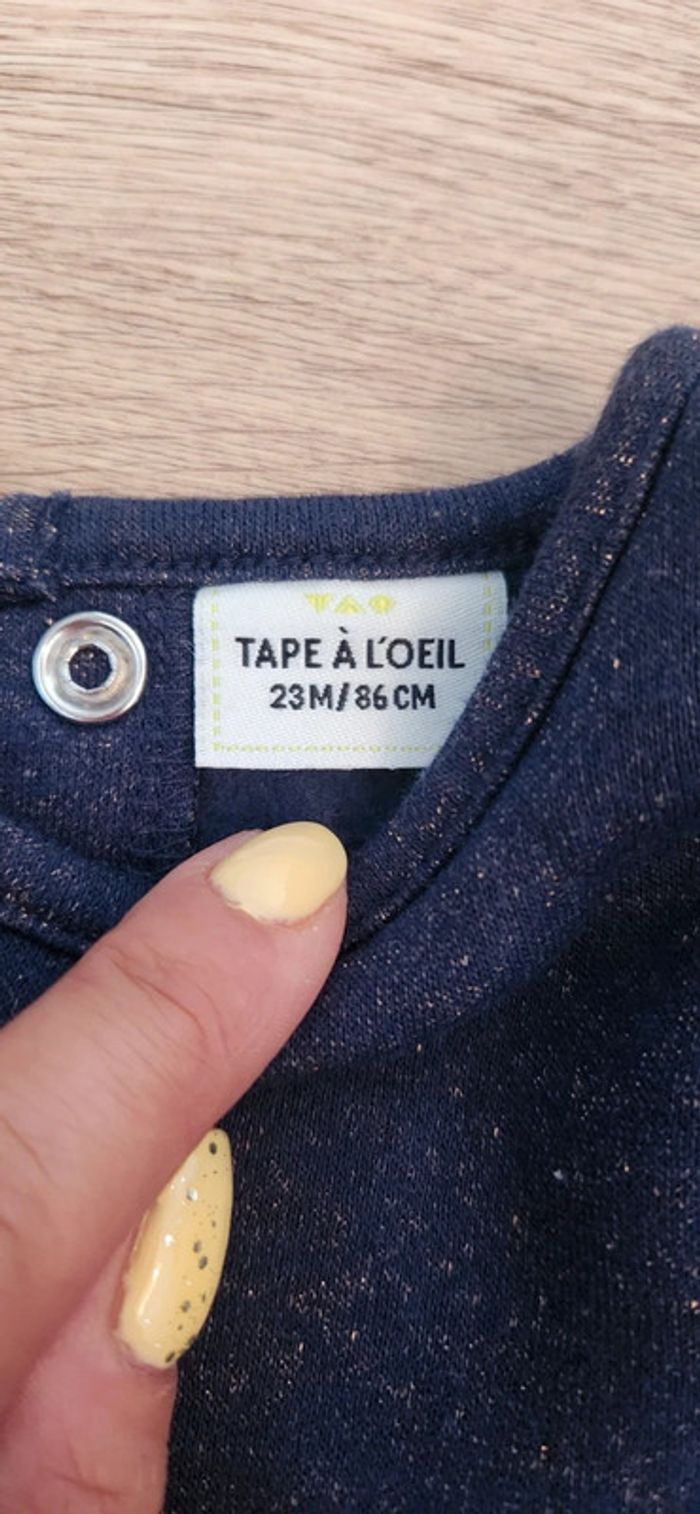 TAO
TAPE À L'OEIL
23M/86CM